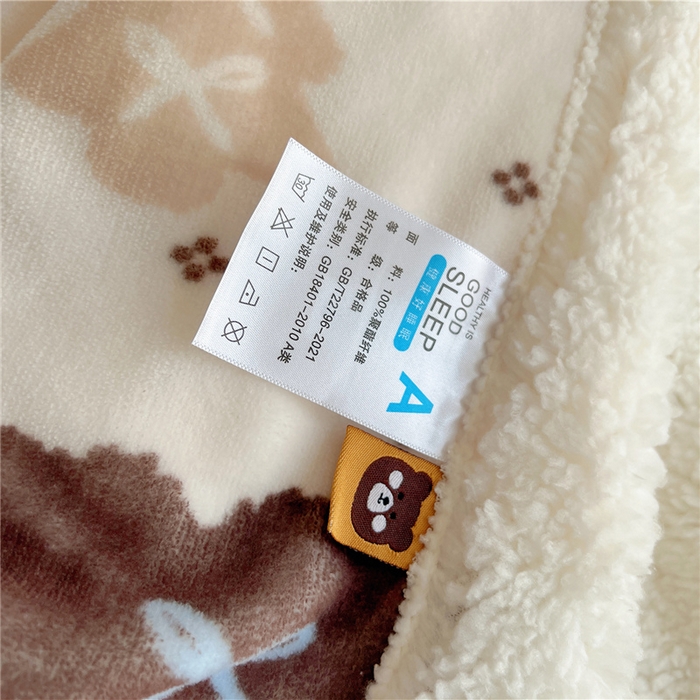 HEALTHY IS
GOOD
SLEEP
健康好睡眠
A
面 料：100%聚酯纤维
等 级：合格品
执行标准：GB/T22796-2021
安全类别：GB18401-2010 A类
使用及维护说明：
30